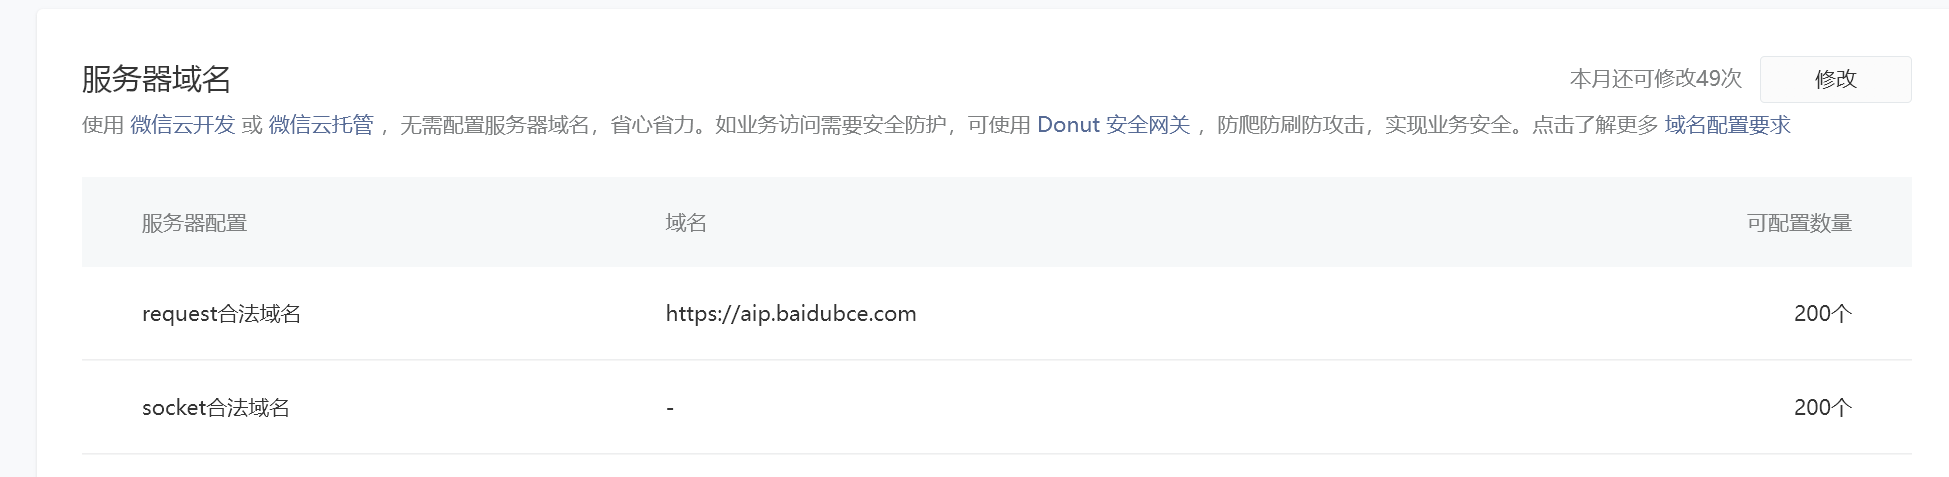 服务器域名
本月还可修改49次
修改
使用 微信云开发 或 微信云托管 ，无需配置服务器域名，省心省力。如业务访问需要安全防护，可使用 Donut 安全网关 ，防爬防刷防攻击，实现业务安全。点击了解更多 域名配置要求
服务器配置 域名 可配置数量
request合法域名 https://aip.baidubce.com 200个
socket合法域名 - 200个